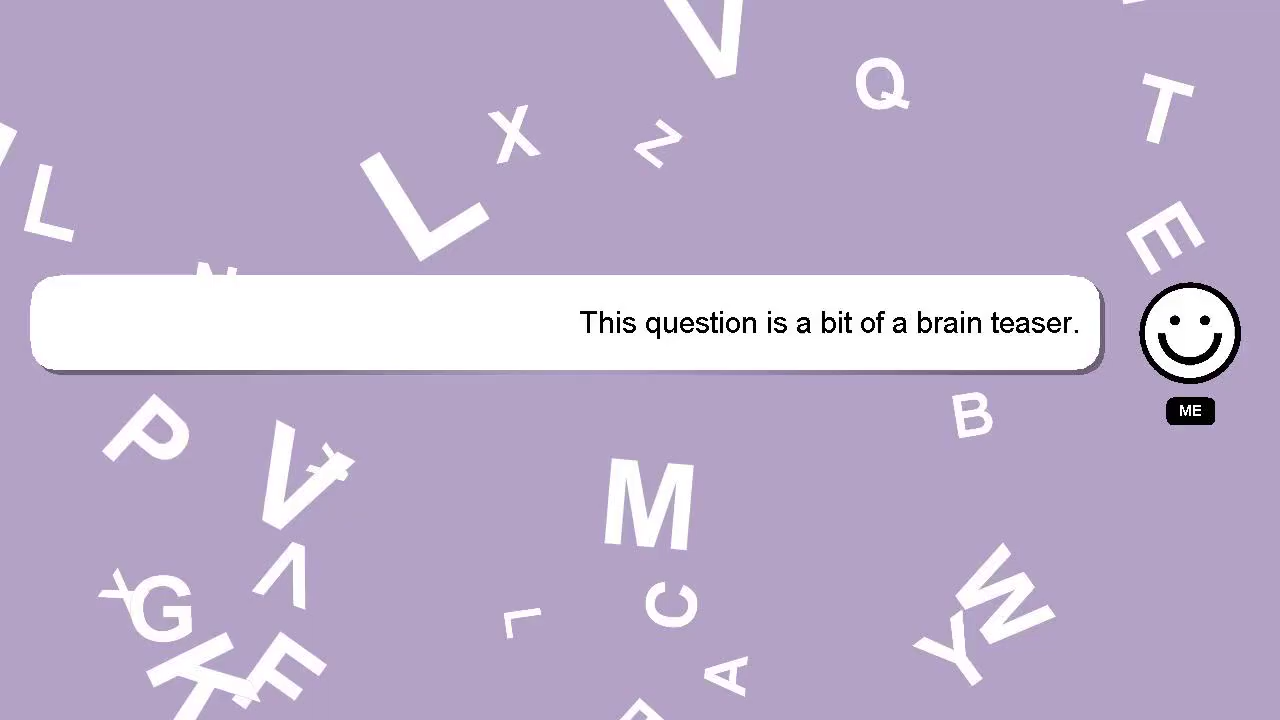 V
Q
T
X
Z
L
L
E
N
This question is a bit of a brain teaser.
ME
B
P
V
M
V
W
X
G
C
L
Y
K
F
A